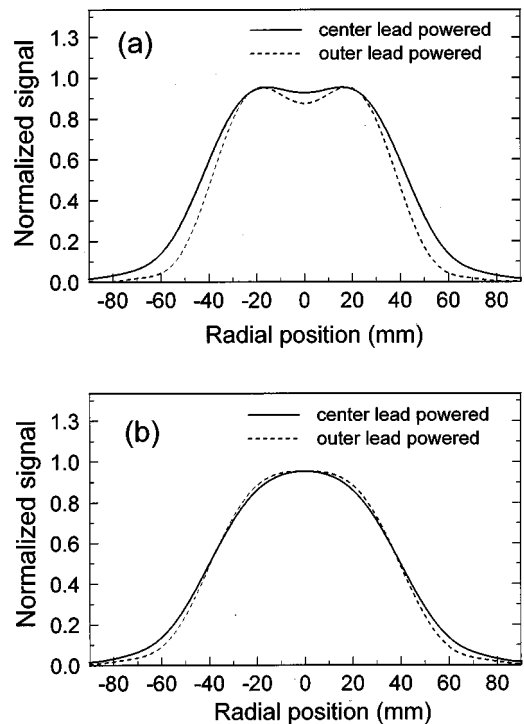 (a)
center lead powered
outer lead powered
Normalized signal
1.3
1.0
0.8
0.6
0.4
0.2
0.0
-80 -60 -40 -20 0 20 40 60 80
Radial position (mm)
(b)
center lead powered
outer lead powered
Normalized signal
1.3
1.0
0.8
0.6
0.4
0.2
0.0
-80 -60 -40 -20 0 20 40 60 80
Radial position (mm)